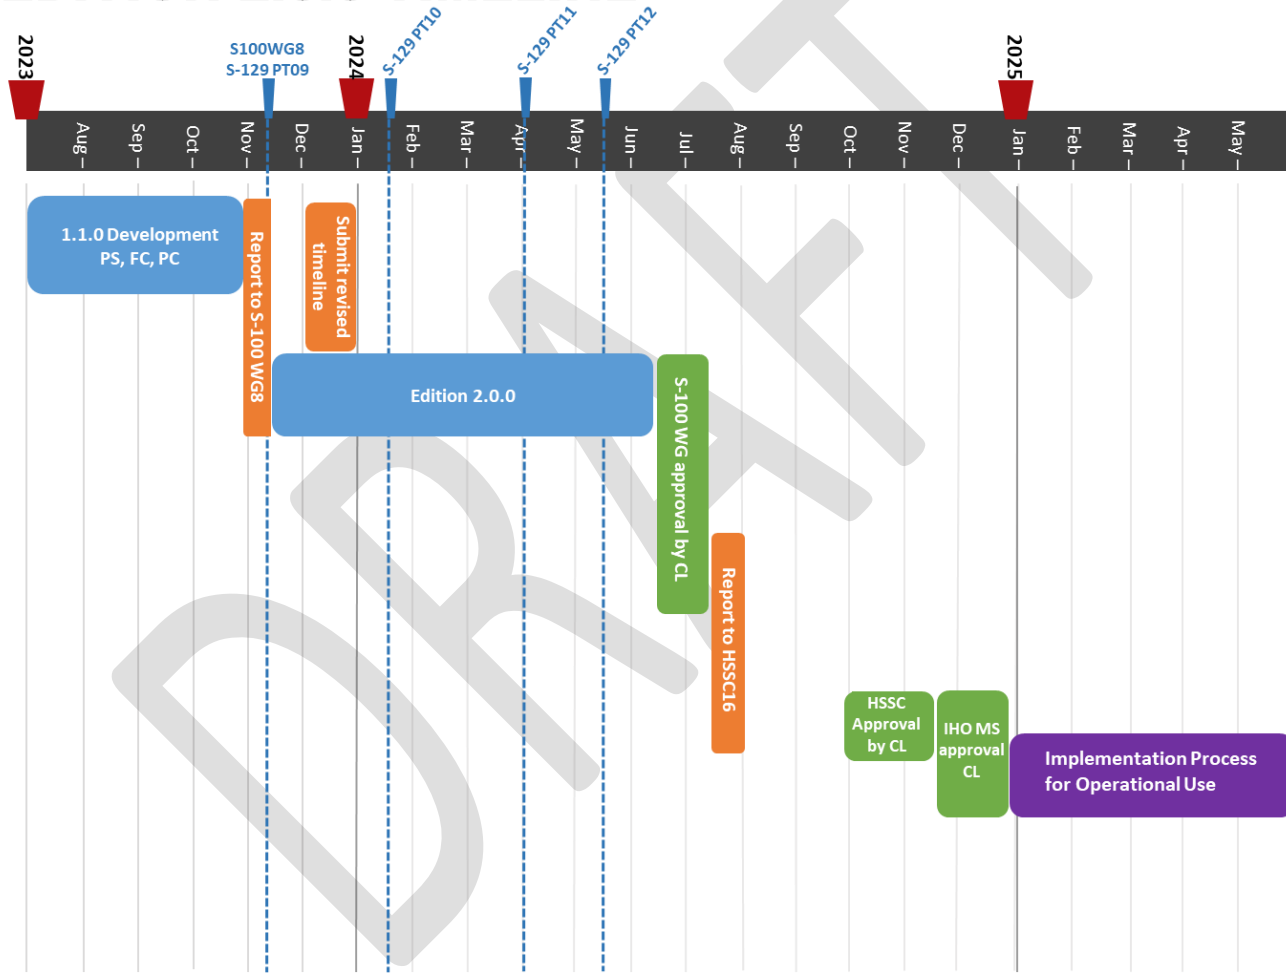 2023
S100WG8
S-129 PT09
2024
S-129 PT10
S-129 PT11
S-129 PT12
2025
Aug
Sep
Oct
Nov
Dec
Jan
Feb
Mar
Apr
May
Jun
Jul
Aug
Sep
Oct
Nov
Dec
Jan
Feb
Mar
Apr
May
1.1.0 Development
PS, FC, PC
Report to S-100 WG8
Submit revised
timeline
Edition 2.0.0
S-100 WG approval by CL
Report to HSSC16
HSSC
Approval
by CL
IHO MS
approval
CL
Implementation Process
for Operational Use
DRAFT